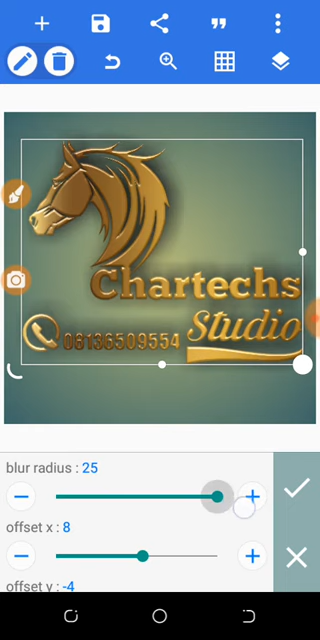 Chartechs
Studio
08136509554
blur radius : 25
offset x : 8
offset y : -4